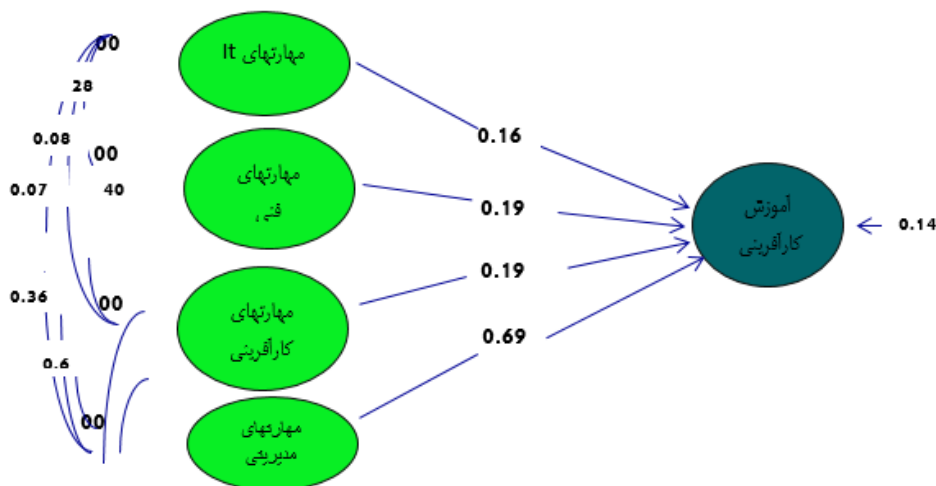 مهارتهای It
مهارتهای
فنی
مهارتهای
کارآفرینی
مهارتهای
مدیریتی
آموزش
کارآفرینی
00
28
0.08
00
0.07
40
0.36
00
0.6
00
0.16
0.19
0.19
0.69
0.14